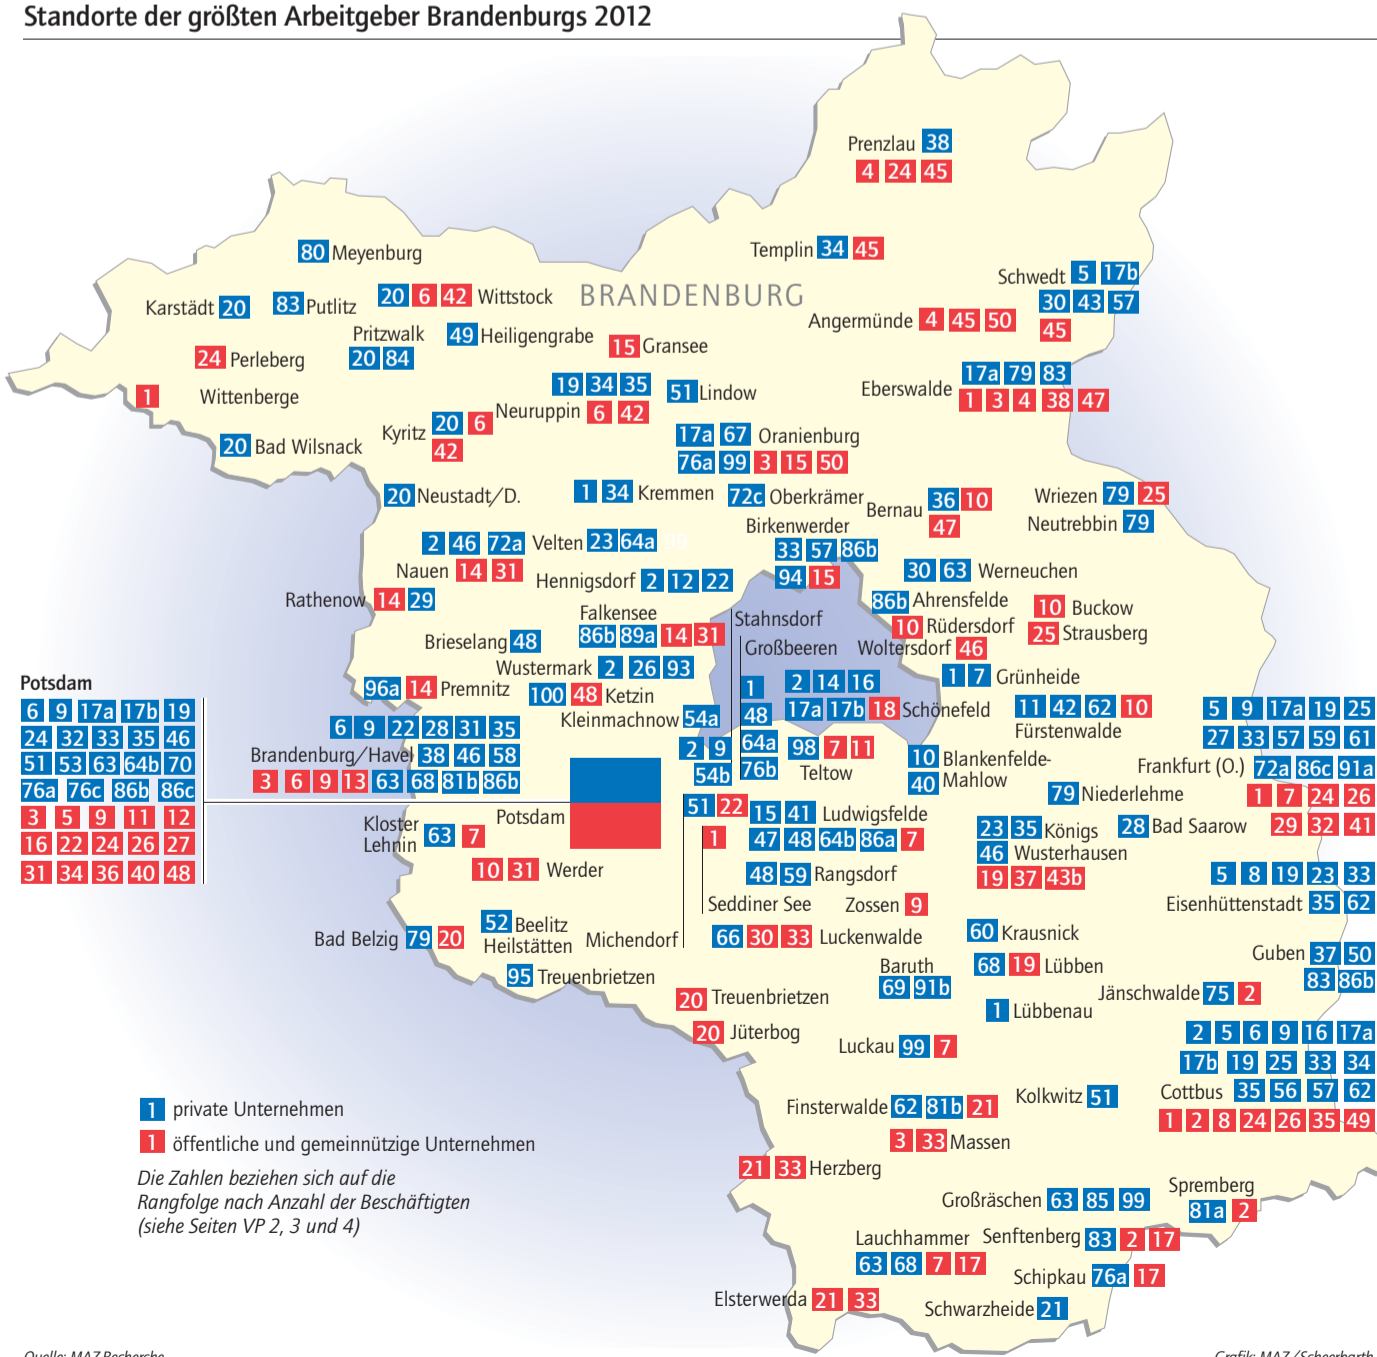 Standorte der größten Arbeitgeber Brandenburgs 2012
Prenzlau 38
4 24 45
Templin 34 45
80 Meyenburg
Schwedt 5 17b
30 43 57
45
Karstädt 20
83 Putlitz
20 6 42 Wittstock
BRANDENBURG
Angermünde 4 45 50
Pritzwalk
20 84
49 Heiligengrabe
15 Gransee
24 Perleberg
1 Wittenberge
19 34 35
Neuruppin 6 42
51 Lindow
17a 79 83
Eberswalde
1 3 4 38 47
Kyritz 20 6
42
20 Bad Wilsnack
17a 67 Oranienburg
76a 99 3 15 50
20 Neustadt/D.
1 34 Kremmen
72c Oberkrämer
Bernau 36 10
47
Wriezen 79 25
Neutrebbin 79
2 46 72a
Nauen 14 31
Velten 23 64a 99
Birkenwerder
33 57 86b
94 15
Hennigsdorf 2 12 22
30 63 Werneuchen
Rathenow 14 29
86b Ahrensfelde
10 Buckow
Falkensee
86b 89a 14 31
Stahnsdorf
10 Rüdersdorf
25 Strausberg
Brieselang 48
Großbeeren
Woltersdorf 46
Wustermark 2 26 93
1 7 Grünheide
96a 14 Premnitz
100 48 Ketzin
1
48
64a
76b
2 14 16
17a 17b 18 Schönefeld
Kleinmachnow 54a
2 9
54b
98 7 11
Teltow
11 42 62 10
Fürstenwalde
5 9 17a 19 25
27 33 57 59 61
Frankfurt (O.) 72a 86c 91a
1 7 24 26
29 32 41
Potsdam
6 9 17a 17b 19
24 32 33 35 46
51 53 63 64b 70
76a 76c 86b 86c
3 5 9 11 12
16 22 24 26 27
31 34 36 40 48
6 9 22 28 31 35
Brandenburg/Havel 38 46 58
3 6 9 13 63 68 81b 86b
10 Blankenfelde-
40 Mahlow
79 Niederlehme
Potsdam
51 22
1
15 41 Ludwigsfelde
47 48 64b 86a 7
Kloster
Lehnin 63 7
23 35 Königs
46 Wusterhausen
19 37 43b
28 Bad Saarow
10 31 Werder
48 59 Rangsdorf
5 8 19 23 33
Eisenhüttenstadt 35 62
Seddiner See
Zossen 9
52 Beelitz
Heilstätten
Michendorf
Bad Belzig 79 20
66 30 33 Luckenwalde
60 Krausnick
95 Treuenbrietzen
Baruth
69 91b
68 19 Lübben
Guben 37 50
83 86b
20 Treuenbrietzen
Jänschwalde 75 2
1 Lübbenau
20 Jüterbog
Luckau 99 7
2 5 6 9 16 17a
17b 19 25 33 34
Cottbus 35 56 57 62
1 2 8 24 26 35 49
Kolkwitz 51
Finsterwalde 62 81b 21
3 33 Massen
21 33 Herzberg
Großräschen 63 85 99
Spremberg
81a 2
Lauchhammer
63 68 7 17
Senftenberg 83 2 17
Schipkau 76a 17
Elsterwerda 21 33
Schwarzheide 21
1 private Unternehmen
1 öffentliche und gemeinnützige Unternehmen
Die Zahlen beziehen sich auf die
Rangfolge nach Anzahl der Beschäftigten
(siehe Seiten VP 2, 3 und 4)
Quelle: MAZ Recherche
Grafik: MAZ/Scheerbarth